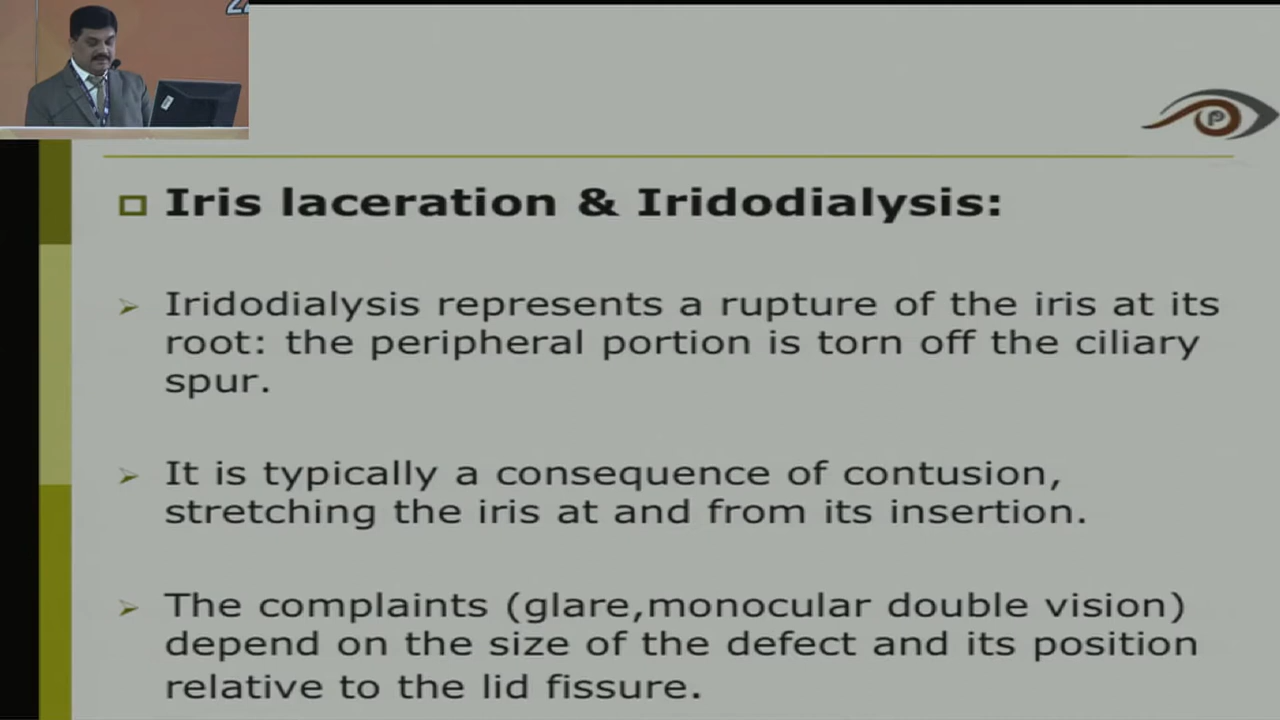 Iris laceration & Iridodialysis:
Iridodialysis represents a rupture of the iris at its
root: the peripheral portion is torn off the ciliary
spur.
It is typically a consequence of contusion,
stretching the iris at and from its insertion.
The complaints (glare,monocular double vision)
depend on the size of the defect and its position
relative to the lid fissure.